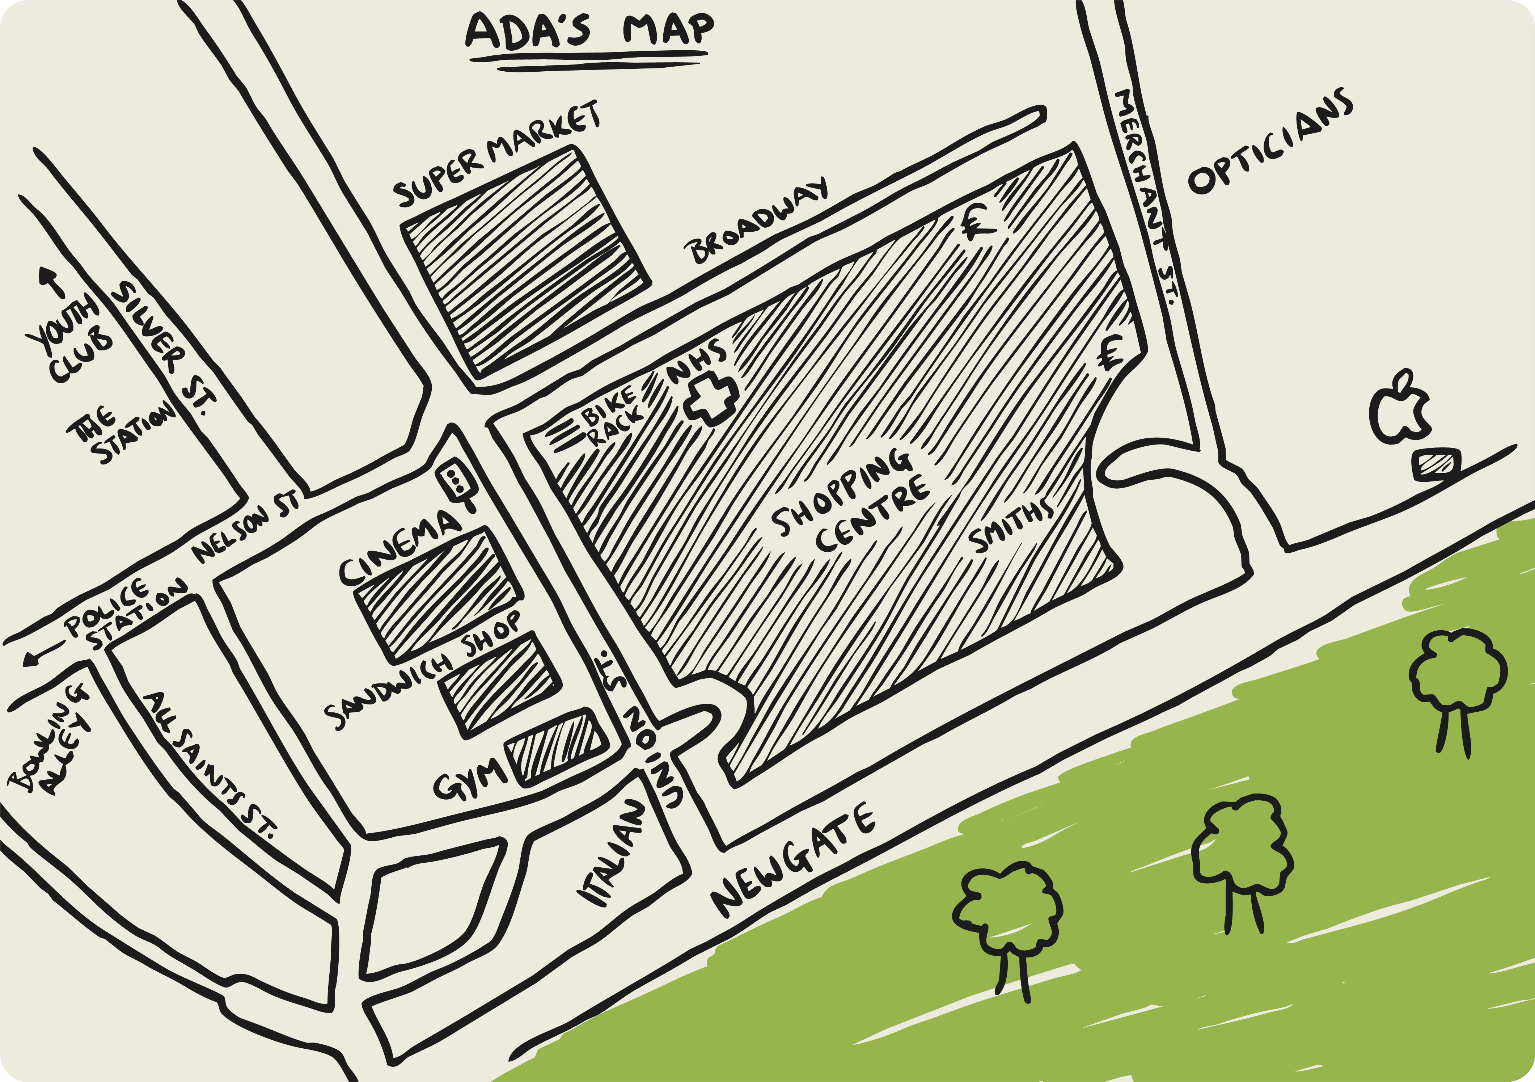 ADA'S MAP
SUPER MARKET
BROADWAY
MERCHANT ST.
OPTICIANS
£
£
SILVER ST.
YOUTH
CLUB
THE
STATION
NHS
BIKE
RACK
SHOPPING
CENTRE
SMITHS
NELSON ST
CINEMA
POLICE
STATION
SANDWICH SHOP
UNION ST.
BOWLING
ALLEY
ALL SAINTS ST.
GYM
ITALIAN
NEWGATE